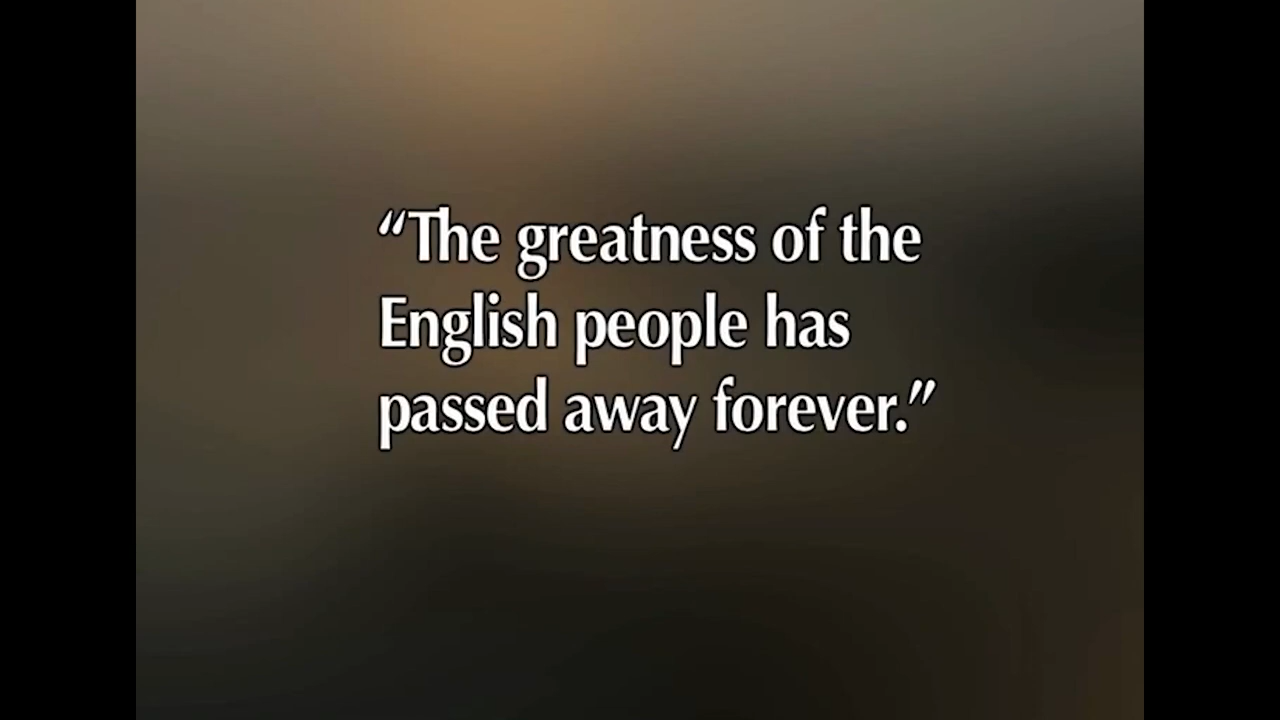 “The greatness of the
English people has
passed away forever.”